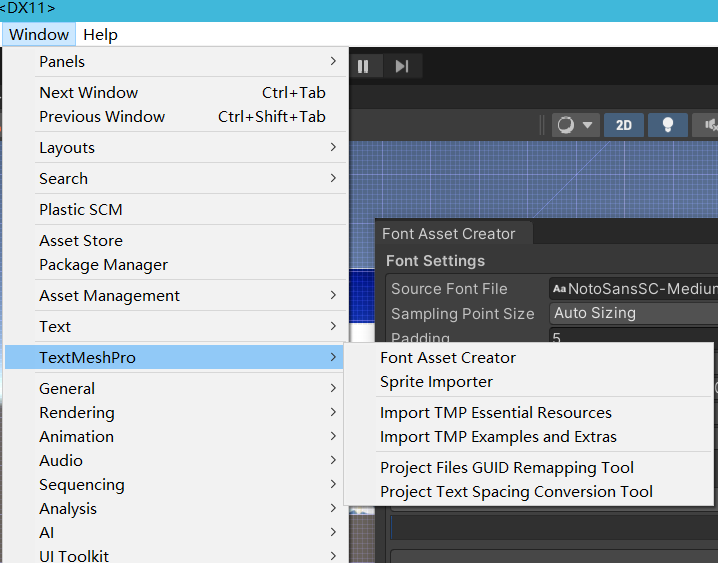 <DX11>
Window Help
Panels
Next Window Ctrl+Tab
Previous Window Ctrl+Shift+Tab
Layouts
Search
Plastic SCM
Asset Store
Package Manager
Asset Management
Text
TextMeshPro
General
Rendering
Animation
Audio
Sequencing
Analysis
AI
UI Toolkit
2D
Font Asset Creator
Font Settings
Source Font File Aa NotoSansSC-Medium
Sampling Point Size Auto Sizing
Padding 5
Font Asset Creator
Sprite Importer
Import TMP Essential Resources
Import TMP Examples and Extras
Project Files GUID Remapping Tool
Project Text Spacing Conversion Tool